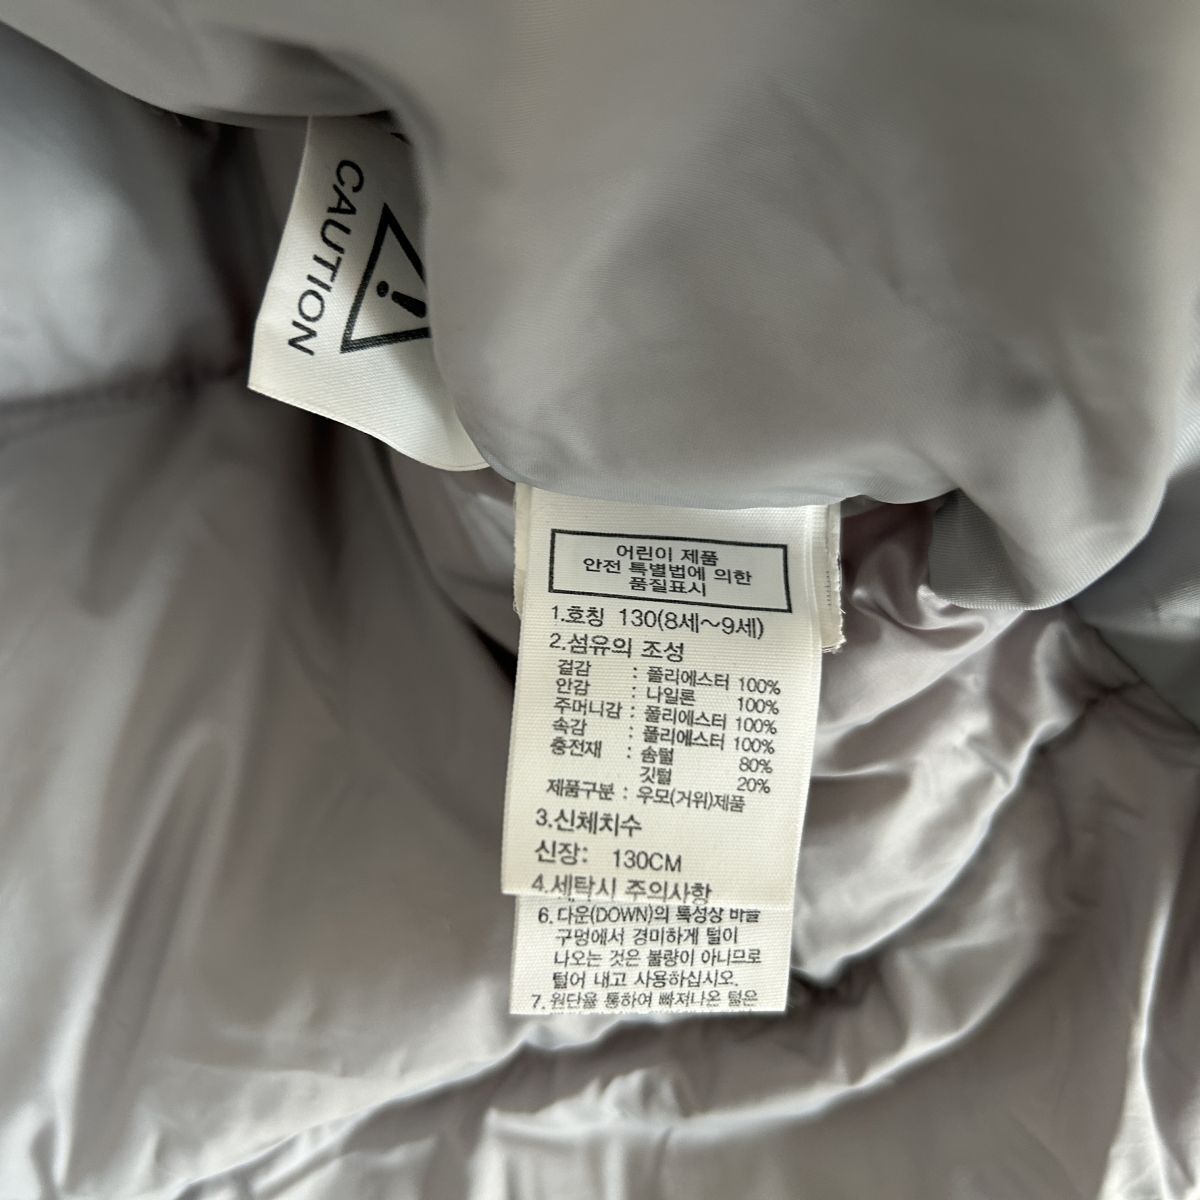 CAUTION
어린이 제품
안전 특별법에 의한
품질표시
1.호칭 130(8세~9세)
2.섬유의 조성
겉감 : 폴리에스터 100%
안감 : 나일론 100%
주머니감 : 폴리에스터 100%
속감 : 폴리에스터 100%
충전재 : 솜털 80%
깃털 20%
제품구분 : 우모(거위)제품
3.신체치수
신장: 130CM
4.세탁시 주의사항
6.다운(DOWN)의 특성상 바늘
구멍에서 경미하게 털이
나오는 것은 불량이 아니므로
털어 내고 사용하십시오.
7.원단을 통하여 빠져나온 털은